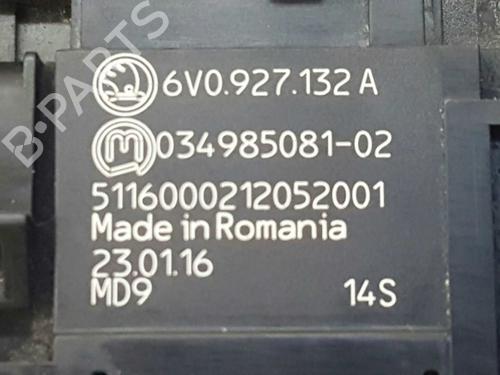 B-PARTS
6V0.927.132 A
m 034985081-02
5116000212052001
Made in Romania
23.01.16
MD9 14S